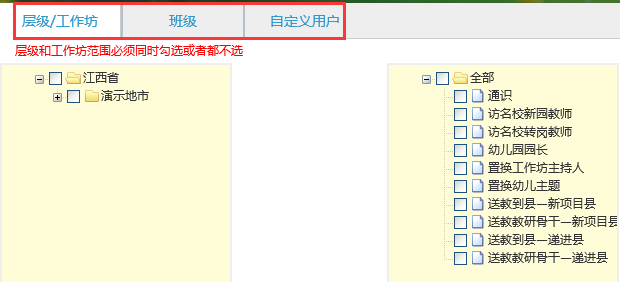 层级/工作坊 班级 自定义用户
层级和工作坊范围必须同时勾选或者都不选
江西省
演示地市
全部
通识
访名校新园教师
访名校转岗教师
幼儿园园长
置换工作坊主持人
置换幼儿主题
送教到县—新项目县
送教教研骨干—新项目县
送教到县—递进县
送教教研骨干—递进县